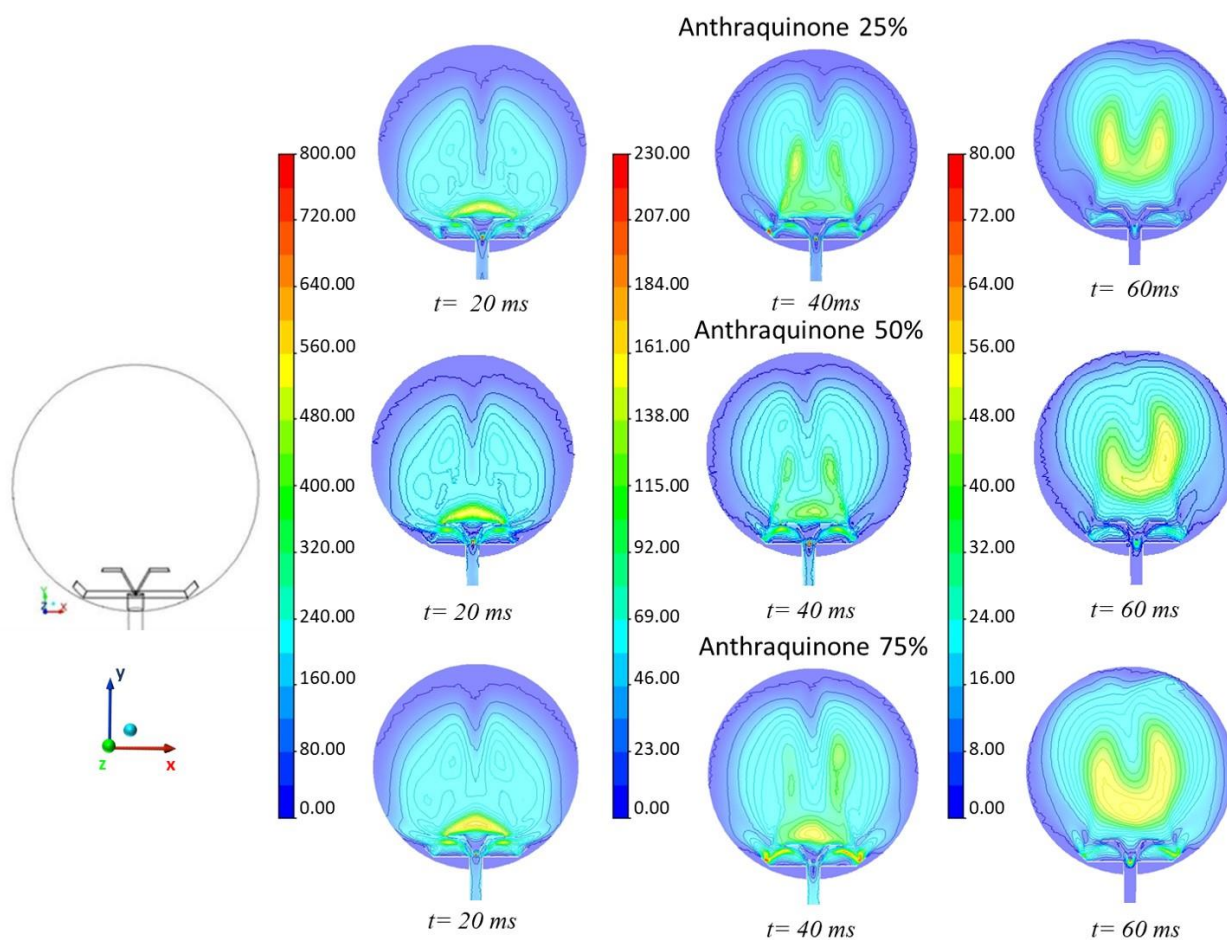 Anthraquinone 25%
800.00
720.00
640.00
560.00
480.00
400.00
320.00
240.00
160.00
80.00
0.00
230.00
207.00
184.00
161.00
138.00
115.00
92.00
69.00
46.00
23.00
0.00
80.00
72.00
64.00
56.00
48.00
40.00
32.00
24.00
16.00
8.00
0.00
t= 20 ms
t= 40ms
t= 60ms
Anthraquinone 50%
t= 20 ms
t= 40 ms
t= 60 ms
Anthraquinone 75%
t= 20 ms
t= 40 ms
t= 60 ms
Y
Z
X
y
z
x